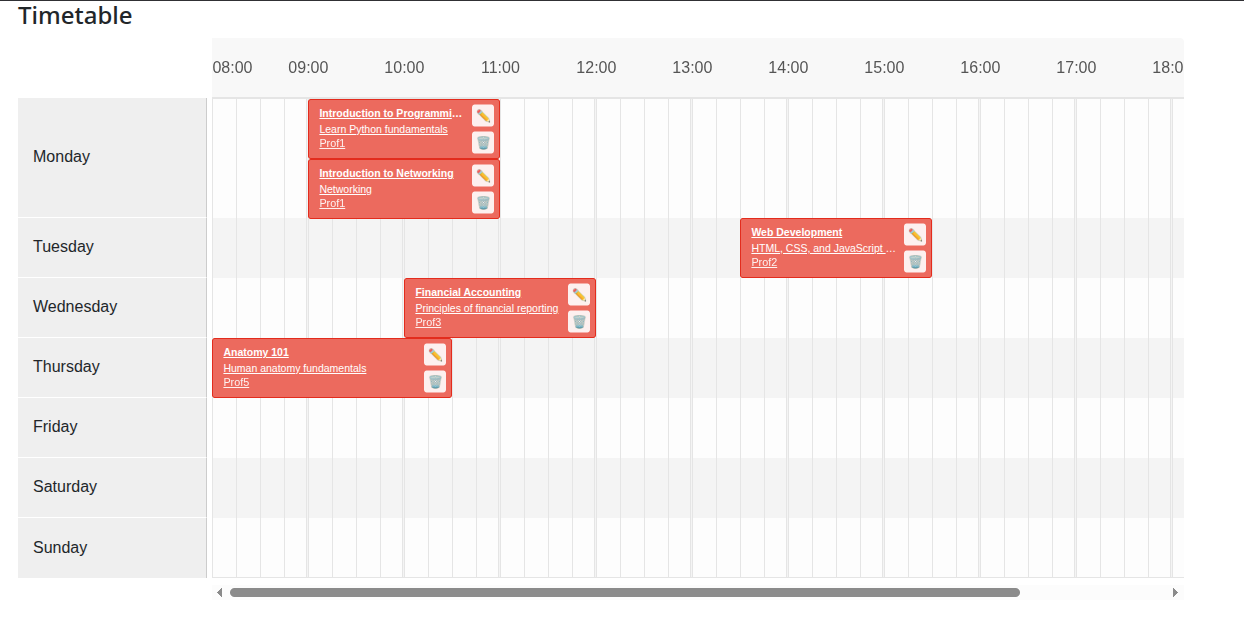 Timetable
08:00 09:00 10:00 11:00 12:00 13:00 14:00 15:00 16:00 17:00 18:0
Monday
Introduction to Programmi...
Learn Python fundamentals
Prof1
Introduction to Networking
Networking
Prof1
Tuesday
Web Development
HTML, CSS, and JavaScript ...
Prof2
Wednesday
Financial Accounting
Principles of financial reporting
Prof3
Thursday
Anatomy 101
Human anatomy fundamentals
Prof5
Friday
Saturday
Sunday